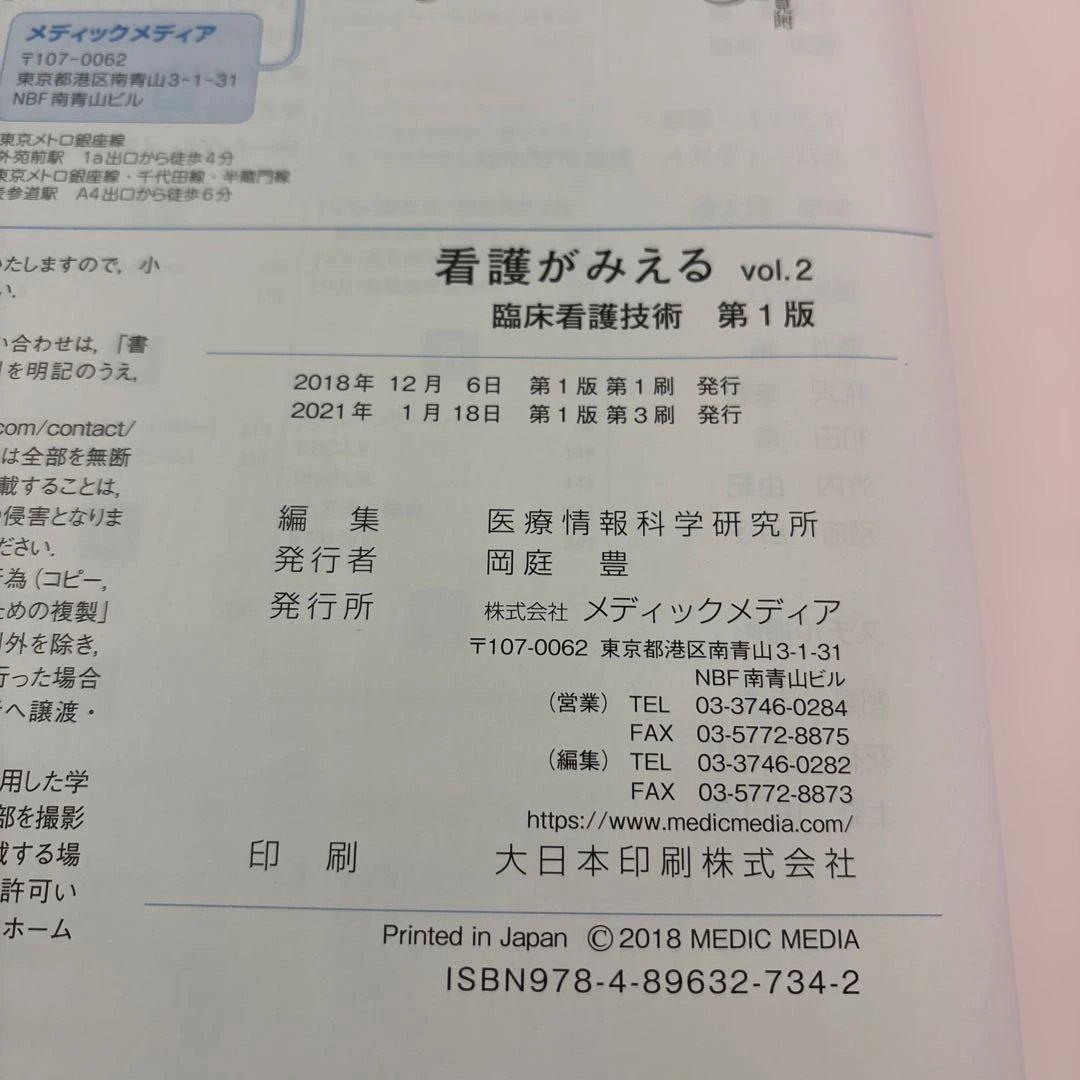 メディックメディア
〒107-0062
東京都港区南青山3-1-31
NBF南青山ビル
東京メトロ銀座線
外苑前駅 1a出口から徒歩4分
東京メトロ銀座線・千代田線・半蔵門線
表参道駅 A4出口から徒歩6分
いたしますので, 小
い.
い合わせは, 「書
を明記のうえ,
com/contact/
は全部を無断
載することは,
侵害となりま
ださい.
行為(コピー,
ための複製」
外を除き,
行った場合
へ譲渡・
用した学
部を撮影
載する場
許可い
ホーム
看護がみえる vol.2
臨床看護技術 第1版
2018年 12月 6日 第1版 第1刷 発行
2021年 1月 18日 第1版 第3刷 発行
編 集 医療情報科学研究所
発行者 岡庭 豊
発行所 株式会社 メディックメディア
〒107-0062 東京都港区南青山3-1-31
NBF南青山ビル
(営業) TEL 03-3746-0284
FAX 03-5772-8875
(編集) TEL 03-3746-0282
FAX 03-5772-8873
https://www.medicmedia.com/
印 刷 大日本印刷株式会社
Printed in Japan © 2018 MEDIC MEDIA
ISBN978-4-89632-734-2